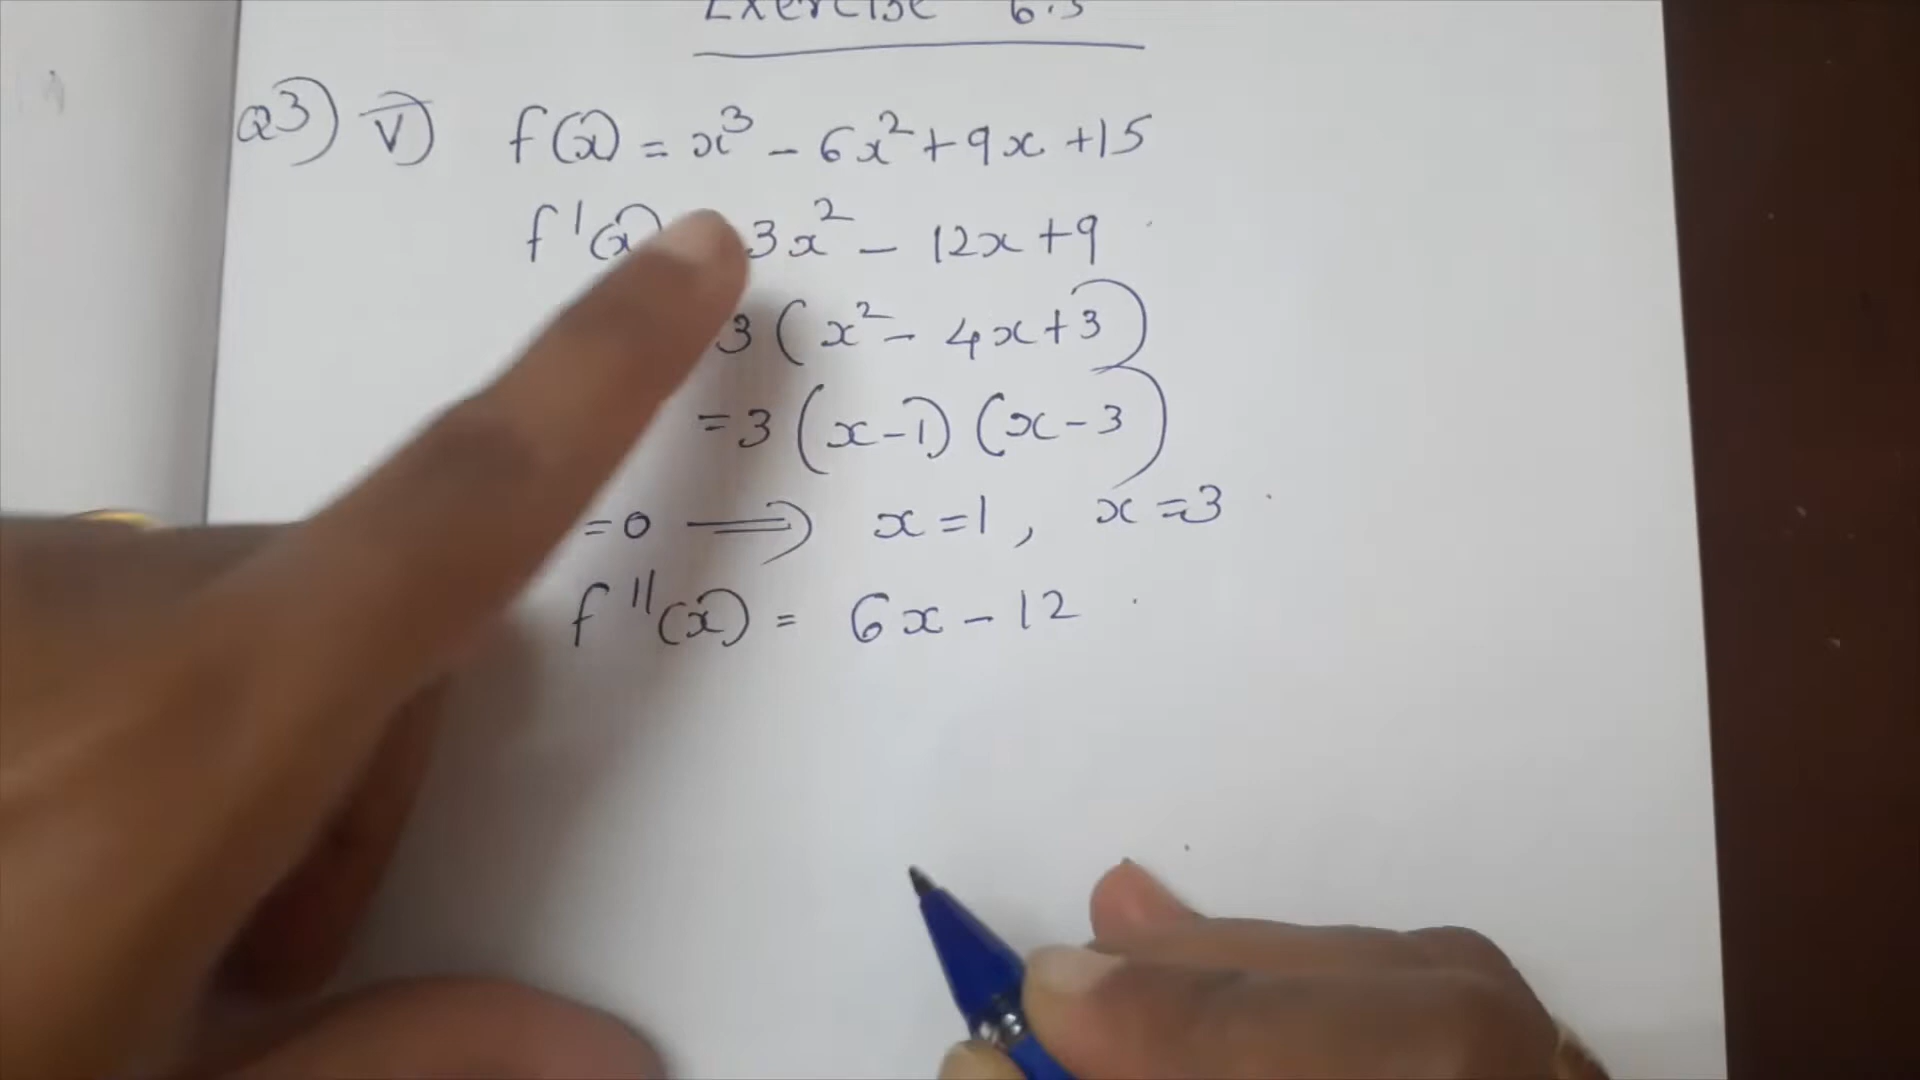 Exercise 6.3
Q3) V) f(x) = x³ - 6x² + 9x + 15
f'(x) 3x² - 12x + 9
3 (x² - 4x + 3)
= 3 (x - 1) (x - 3)
= 0 ⟹ x = 1 , x = 3
f''(x) = 6x - 12